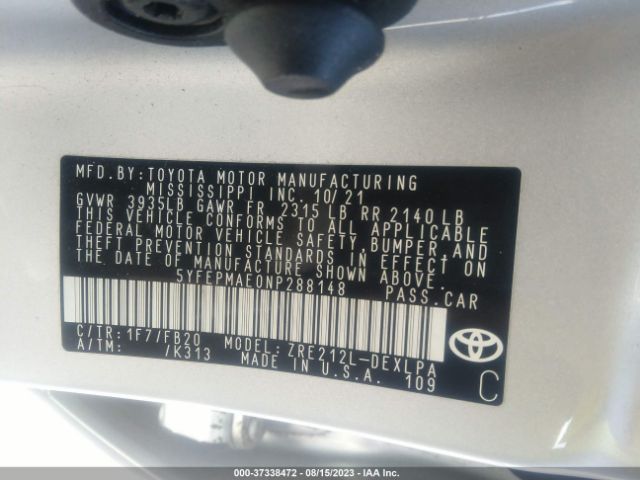 MFD.BY:TOYOTA MOTOR MANUFACTURING
MISSISSIPPI INC. 10/21
GVWR 3935LB GAWR FR 2315 LB RR 2140 LB
THIS VEHICLE CONFORMS TO ALL APPLICABLE
FEDERAL MOTOR VEHICLE SAFETY, BUMPER, AND
THEFT PREVENTION STANDARDS IN EFFECT ON
THE DATE OF MANUFACTURE SHOWN ABOVE.
5YFEPMAE0NP288148 PASS.CAR
C/TR:1F7/FB20 MODEL:ZRE212L-DEXLPA
A/TM: /K313 MADE IN U.S.A. 109
C
000-37338472 - 08/15/2023 - IAA Inc.